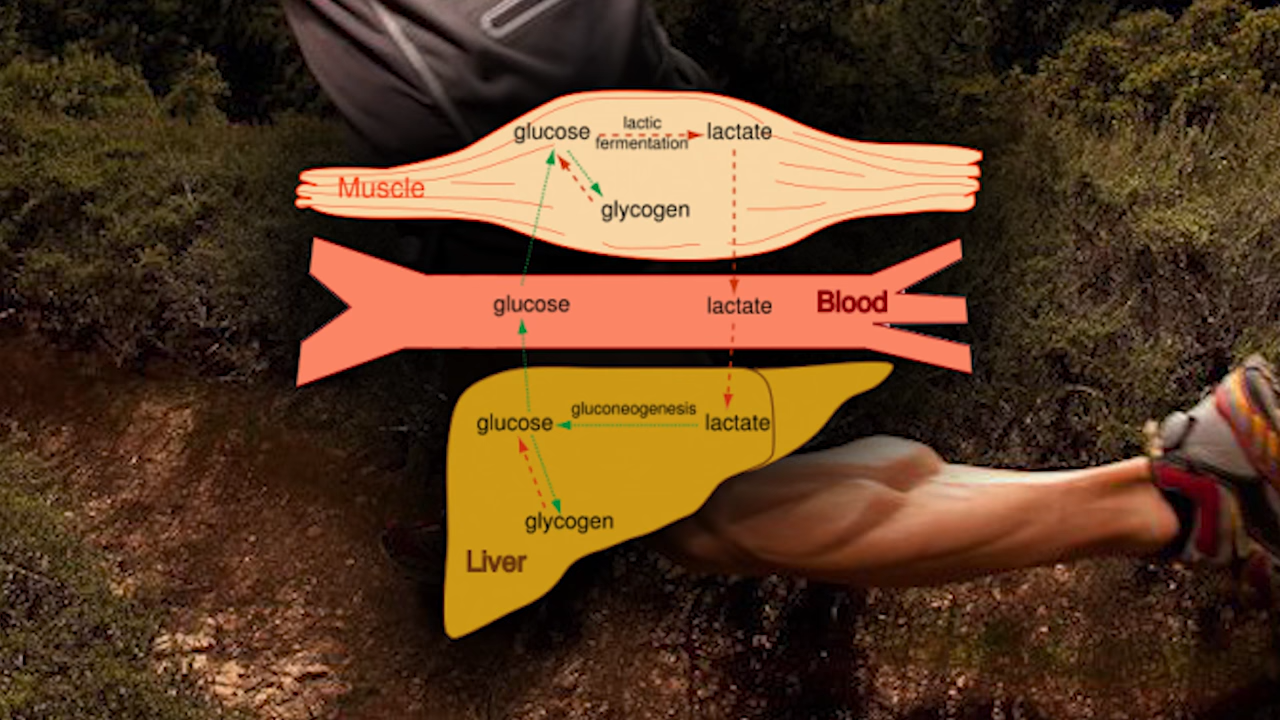 glucose
lactic
fermentation
lactate
Muscle
glycogen
glucose
lactate
Blood
gluconeogenesis
glucose
lactate
glycogen
Liver